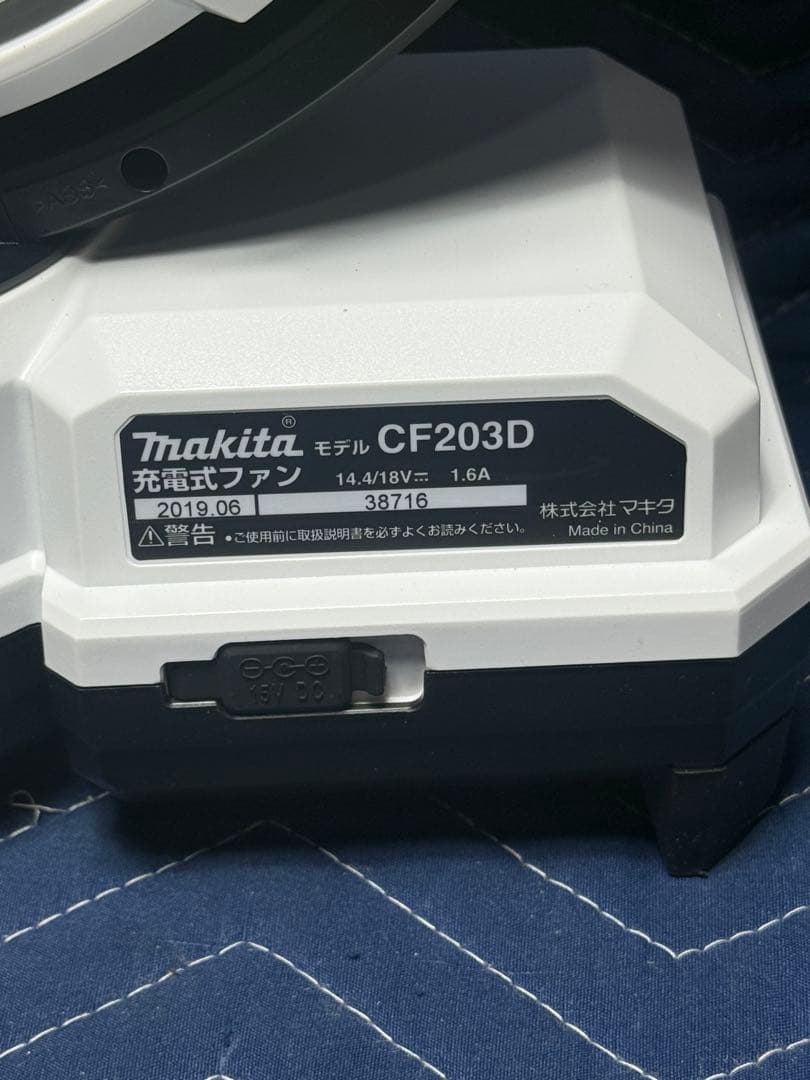 >ABS<
makita® モデル CF203D
充電式ファン 14.4/18V⎓ 1.6A
2019.06 38716
株式会社 マキタ
⚠警告 •ご使用前に取扱説明書を必ずよくお読みください。
Made in China
⊖-C-⊕
15V DC